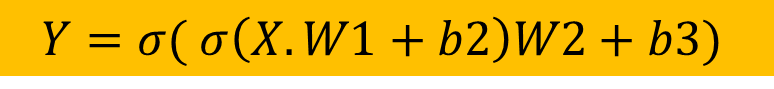 Y = σ( σ(X.W1 + b2)W2 + b3)